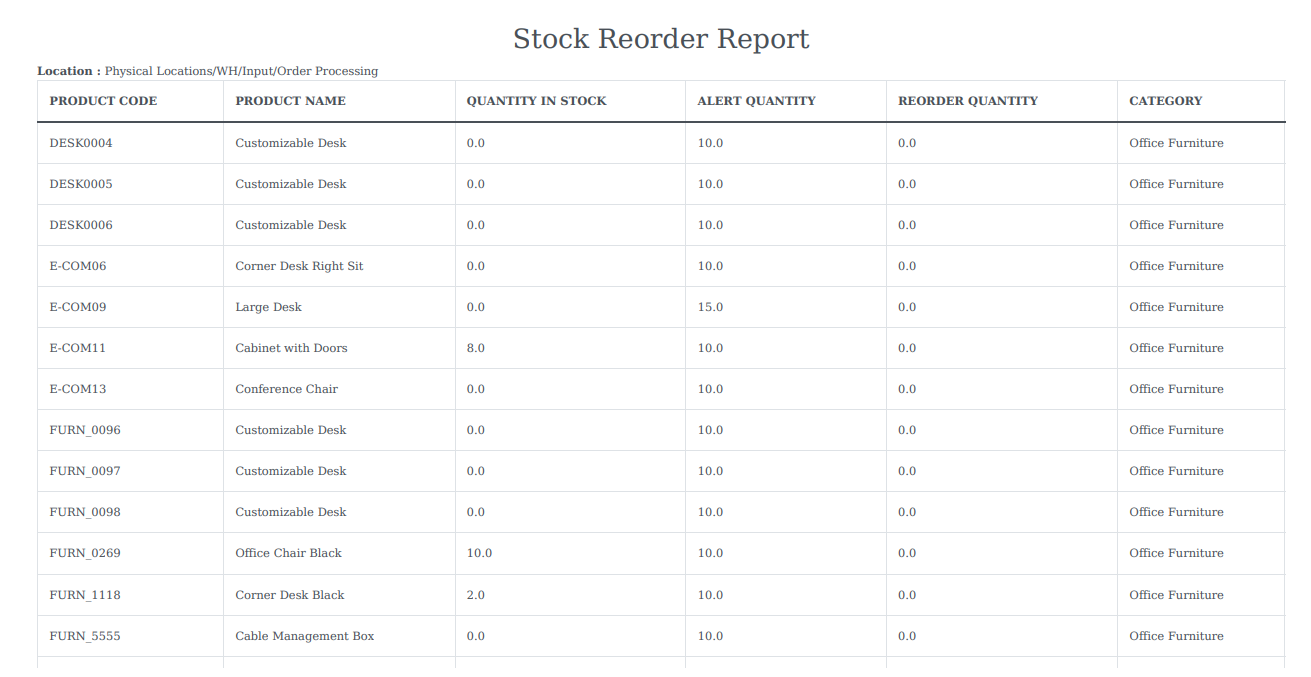 Stock Reorder Report
Location : Physical Locations/WH/Input/Order Processing
PRODUCT CODE PRODUCT NAME QUANTITY IN STOCK ALERT QUANTITY REORDER QUANTITY CATEGORY
DESK0004 Customizable Desk 0.0 10.0 0.0 Office Furniture
DESK0005 Customizable Desk 0.0 10.0 0.0 Office Furniture
DESK0006 Customizable Desk 0.0 10.0 0.0 Office Furniture
E-COM06 Corner Desk Right Sit 0.0 10.0 0.0 Office Furniture
E-COM09 Large Desk 0.0 15.0 0.0 Office Furniture
E-COM11 Cabinet with Doors 8.0 10.0 0.0 Office Furniture
E-COM13 Conference Chair 0.0 10.0 0.0 Office Furniture
FURN_0096 Customizable Desk 0.0 10.0 0.0 Office Furniture
FURN_0097 Customizable Desk 0.0 10.0 0.0 Office Furniture
FURN_0098 Customizable Desk 0.0 10.0 0.0 Office Furniture
FURN_0269 Office Chair Black 10.0 10.0 0.0 Office Furniture
FURN_1118 Corner Desk Black 2.0 10.0 0.0 Office Furniture
FURN_5555 Cable Management Box 0.0 10.0 0.0 Office Furniture